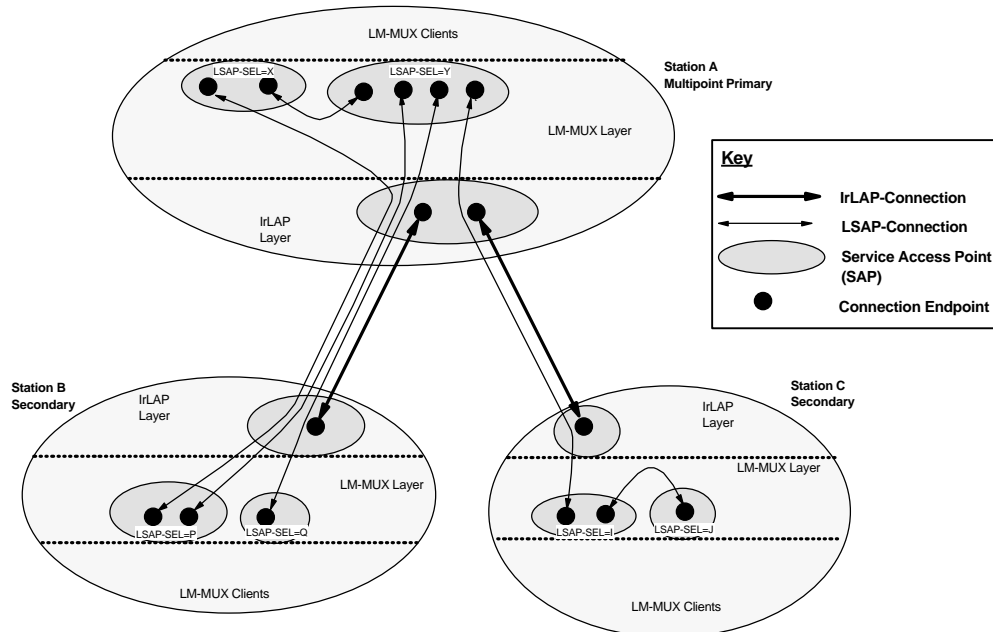 LM-MUX Clients
LSAP-SEL=X
LSAP-SEL=Y
Station A
Multipoint Primary
LM-MUX Layer
IrLAP
Layer
Key
IrLAP-Connection
LSAP-Connection
Service Access Point
(SAP)
Connection Endpoint
Station B
Secondary
IrLAP
Layer
LM-MUX Layer
LSAP-SEL=P
LSAP-SEL=Q
LM-MUX Clients
Station C
Secondary
IrLAP
Layer
LM-MUX Layer
LSAP-SEL=I
LSAP-SEL=J
LM-MUX Clients